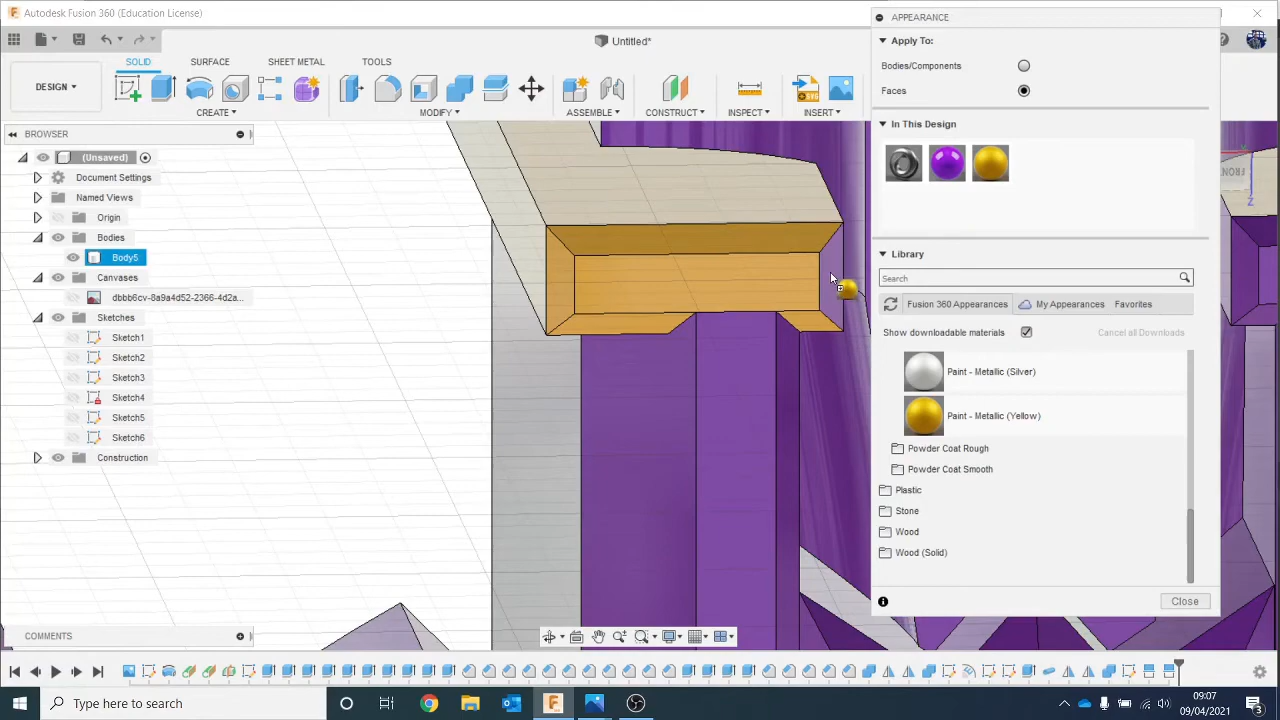 Autodesk Fusion 360 (Education License)
APPEARANCE
Untitled*
SOLID SURFACE SHEET METAL TOOLS
DESIGN
CREATE MODIFY ASSEMBLE CONSTRUCT INSPECT INSERT
BROWSER
(Unsaved)
Document Settings
Named Views
Origin
Bodies
Body5
Canvases
dbbb6cv-8a9a4d52-2366-4d2a...
Sketches
Sketch1
Sketch2
Sketch3
Sketch4
Sketch5
Sketch6
Construction
COMMENTS
Apply To:
Bodies/Components
Faces
In This Design
Library
Search
Fusion 360 Appearances My Appearances Favorites
Show downloadable materials Cancel all Downloads
Paint - Metallic (Silver)
Paint - Metallic (Yellow)
Powder Coat Rough
Powder Coat Smooth
Plastic
Stone
Wood
Wood (Solid)
Close
FRONT
Z
Type here to search
09:07
09/04/2021
3